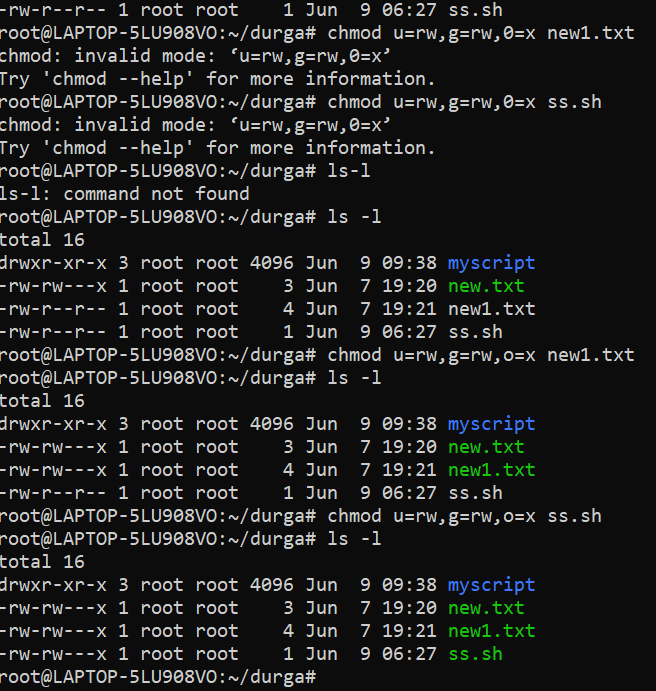 -rw-r--r-- 1 root root    1 Jun  9 06:27 ss.sh
root@LAPTOP-5LU908VO:~/durga# chmod u=rw,g=rw,0=x new1.txt
chmod: invalid mode: ‘u=rw,g=rw,0=x’
Try 'chmod --help' for more information.
root@LAPTOP-5LU908VO:~/durga# chmod u=rw,g=rw,0=x ss.sh
chmod: invalid mode: ‘u=rw,g=rw,0=x’
Try 'chmod --help' for more information.
root@LAPTOP-5LU908VO:~/durga# ls-l
ls-l: command not found
root@LAPTOP-5LU908VO:~/durga# ls -l
total 16
drwxr-xr-x 3 root root 4096 Jun  9 09:38 myscript
-rw-rw---x 1 root root    3 Jun  7 19:20 new.txt
-rw-r--r-- 1 root root    4 Jun  7 19:21 new1.txt
-rw-r--r-- 1 root root    1 Jun  9 06:27 ss.sh
root@LAPTOP-5LU908VO:~/durga# chmod u=rw,g=rw,o=x new1.txt
root@LAPTOP-5LU908VO:~/durga# ls -l
total 16
drwxr-xr-x 3 root root 4096 Jun  9 09:38 myscript
-rw-rw---x 1 root root    3 Jun  7 19:20 new.txt
-rw-rw---x 1 root root    4 Jun  7 19:21 new1.txt
-rw-r--r-- 1 root root    1 Jun  9 06:27 ss.sh
root@LAPTOP-5LU908VO:~/durga# chmod u=rw,g=rw,o=x ss.sh
root@LAPTOP-5LU908VO:~/durga# ls -l
total 16
drwxr-xr-x 3 root root 4096 Jun  9 09:38 myscript
-rw-rw---x 1 root root    3 Jun  7 19:20 new.txt
-rw-rw---x 1 root root    4 Jun  7 19:21 new1.txt
-rw-rw---x 1 root root    1 Jun  9 06:27 ss.sh
root@LAPTOP-5LU908VO:~/durga#